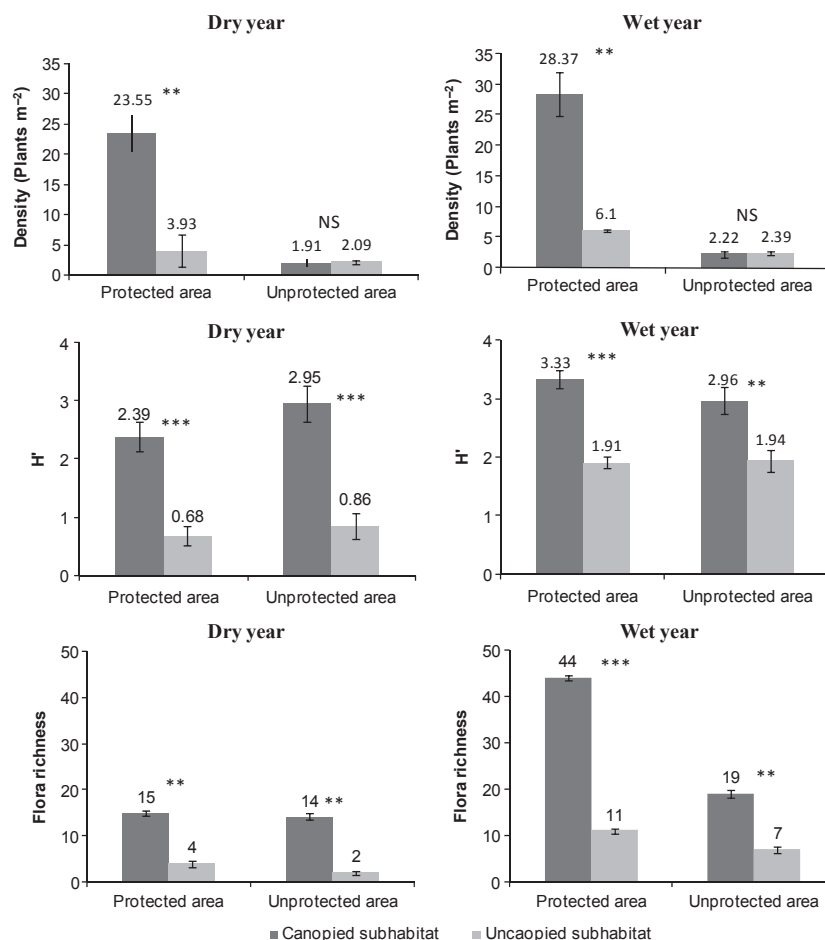 Dry year
Density (Plants m⁻²)
35
30
25
20
15
10
5
0
23.55
**
3.93
NS
1.91
2.09
Protected area
Unprotected area
Wet year
Density (Plants m⁻²)
35
30
25
20
15
10
5
0
28.37
**
6.1
NS
2.22
2.39
Protected area
Unprotected area
Dry year
H'
4
3
2
1
0
2.39
***
0.68
2.95
***
0.86
Protected area
Unprotected area
Wet year
H'
4
3
2
1
0
3.33
***
1.91
2.96
**
1.94
Protected area
Unprotected area
Dry year
Flora richness
50
40
30
20
10
0
15
**
4
14
**
2
Protected area
Unprotected area
Wet year
Flora richness
50
40
30
20
10
0
44
***
11
19
**
7
Protected area
Unprotected area
Canopied subhabitat
Uncaopied subhabitat